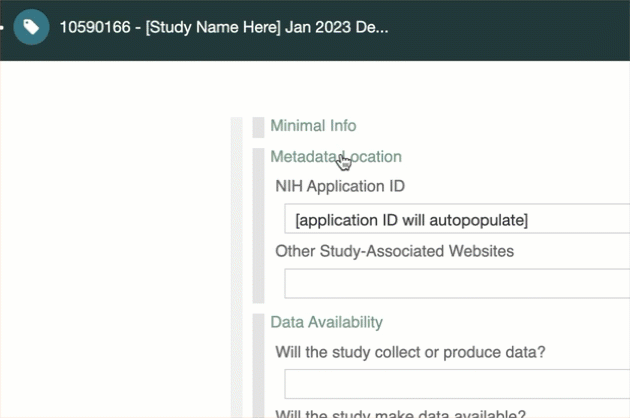 10590166 - [Study Name Here] Jan 2023 De...
Minimal Info
Metadata Location
NIH Application ID
[application ID will autopopulate]
Other Study-Associated Websites
Data Availability
Will the study collect or produce data?
Will the study make data available?